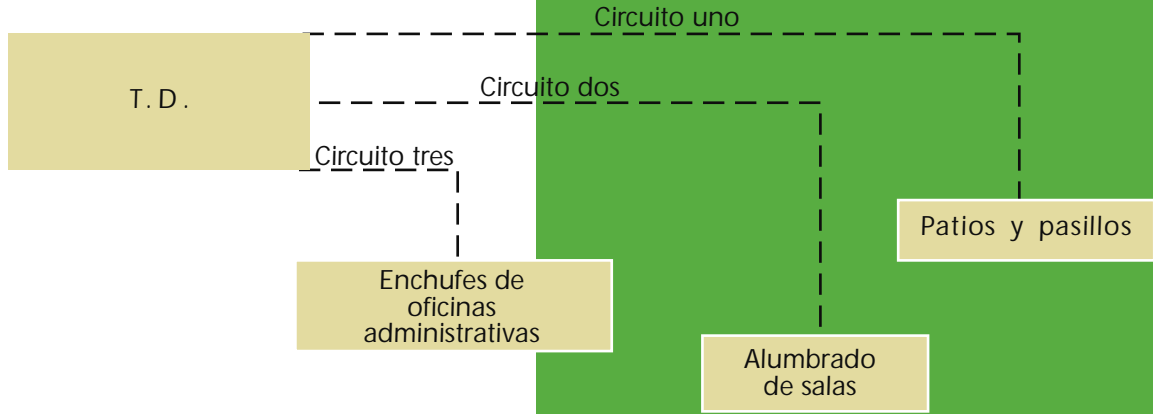 Circuito uno
T. D.
Circuito dos
Circuito tres
Patios y pasillos
Enchufes de
oficinas
administrativas
Alumbrado
de salas